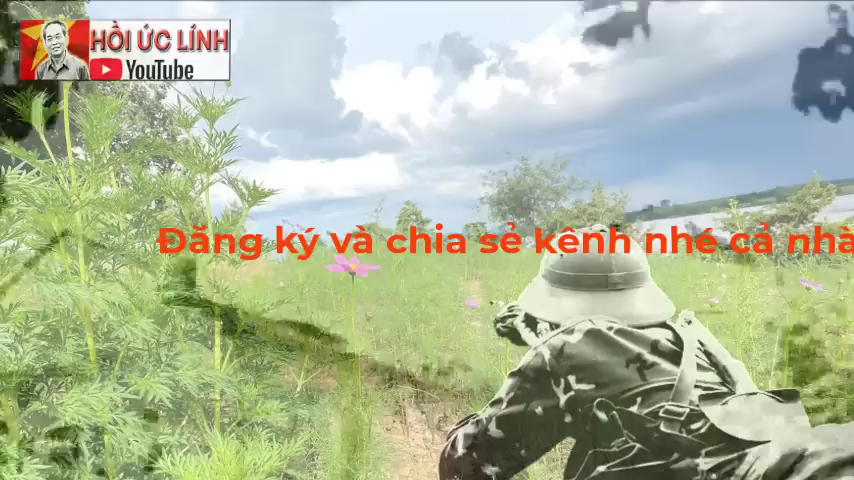 HỒI ỨC LÍNH
YouTube
Đăng ký và chia sẻ kênh nhé cả nhà